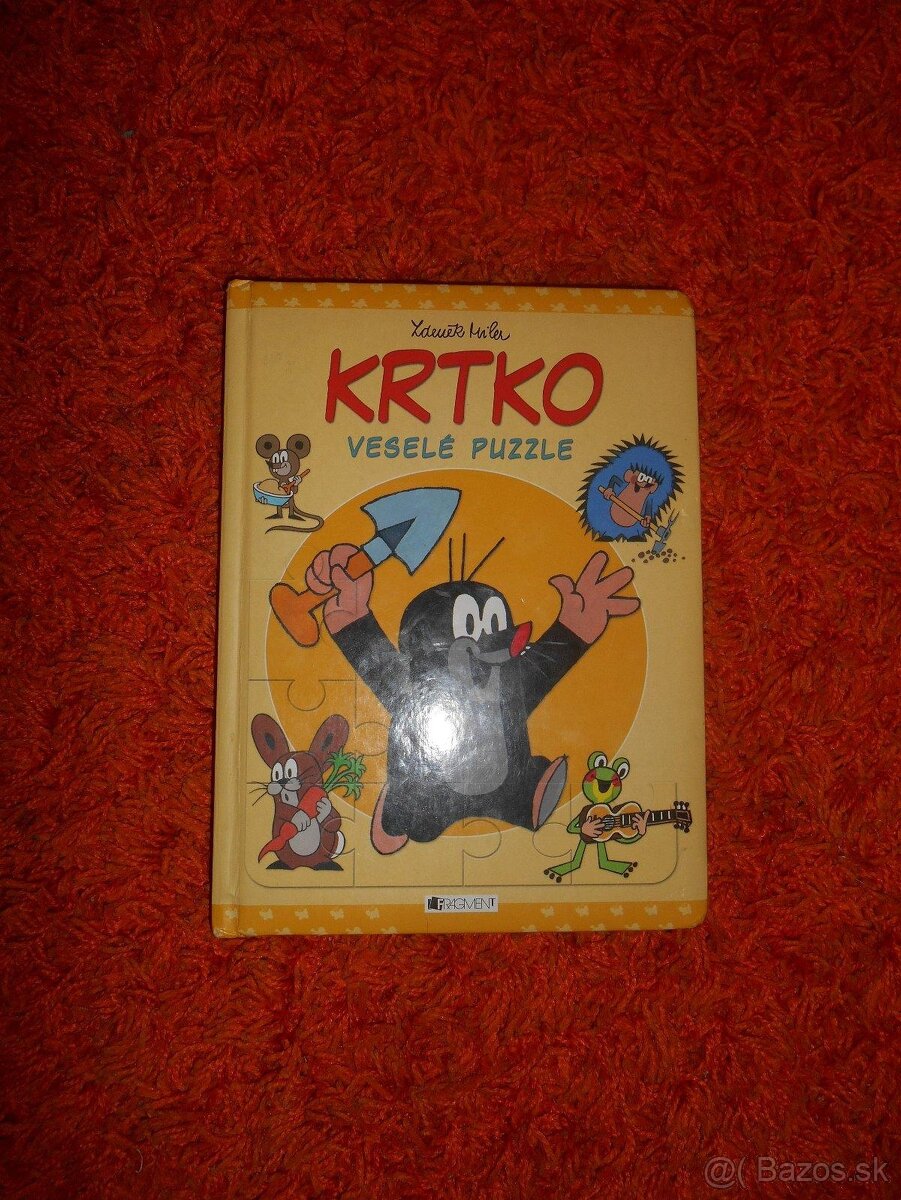 Zdeněk Miler
KRTKO
VESELÉ PUZZLE
FRAGMENT
@( Bazos.sk